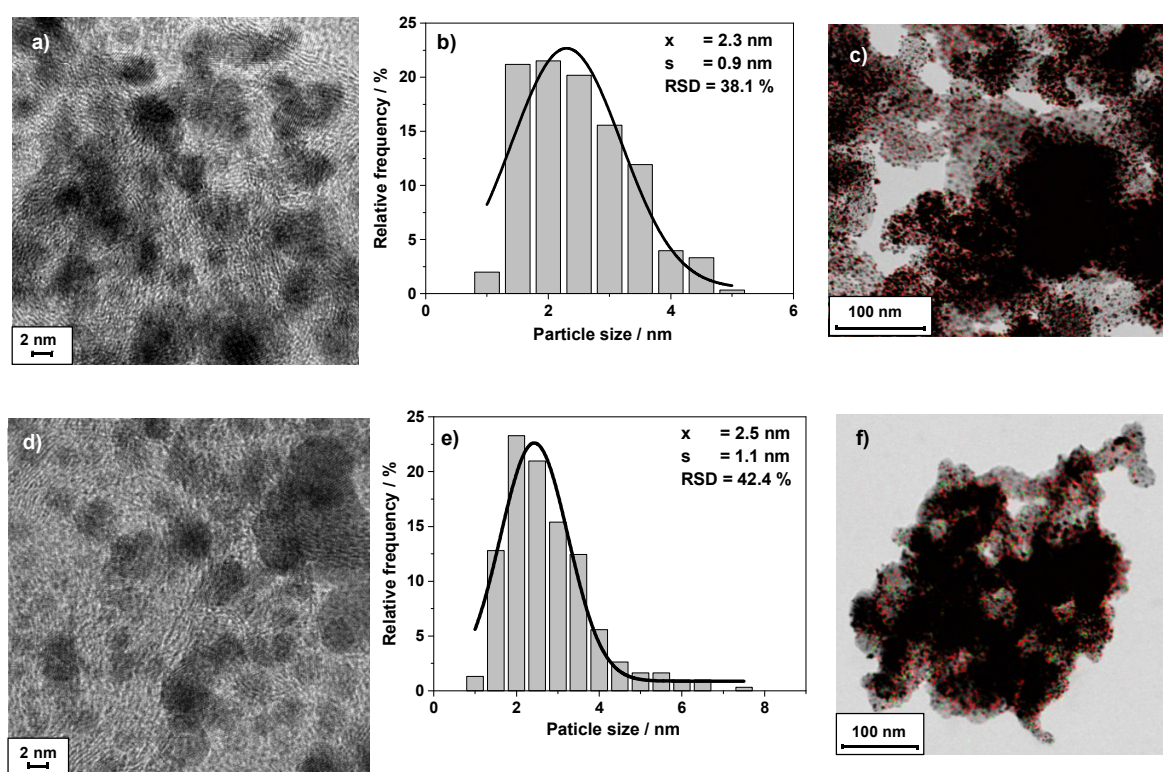 a)
2 nm
b)
x = 2.3 nm
s = 0.9 nm
RSD = 38.1 %
Relative frequency / %
25
20
15
10
5
0
0 2 4 6
Particle size / nm
c)
100 nm
d)
2 nm
e)
x = 2.5 nm
s = 1.1 nm
RSD = 42.4 %
Relative frequency / %
25
20
15
10
5
0
0 2 4 6 8
Paticle size / nm
f)
100 nm